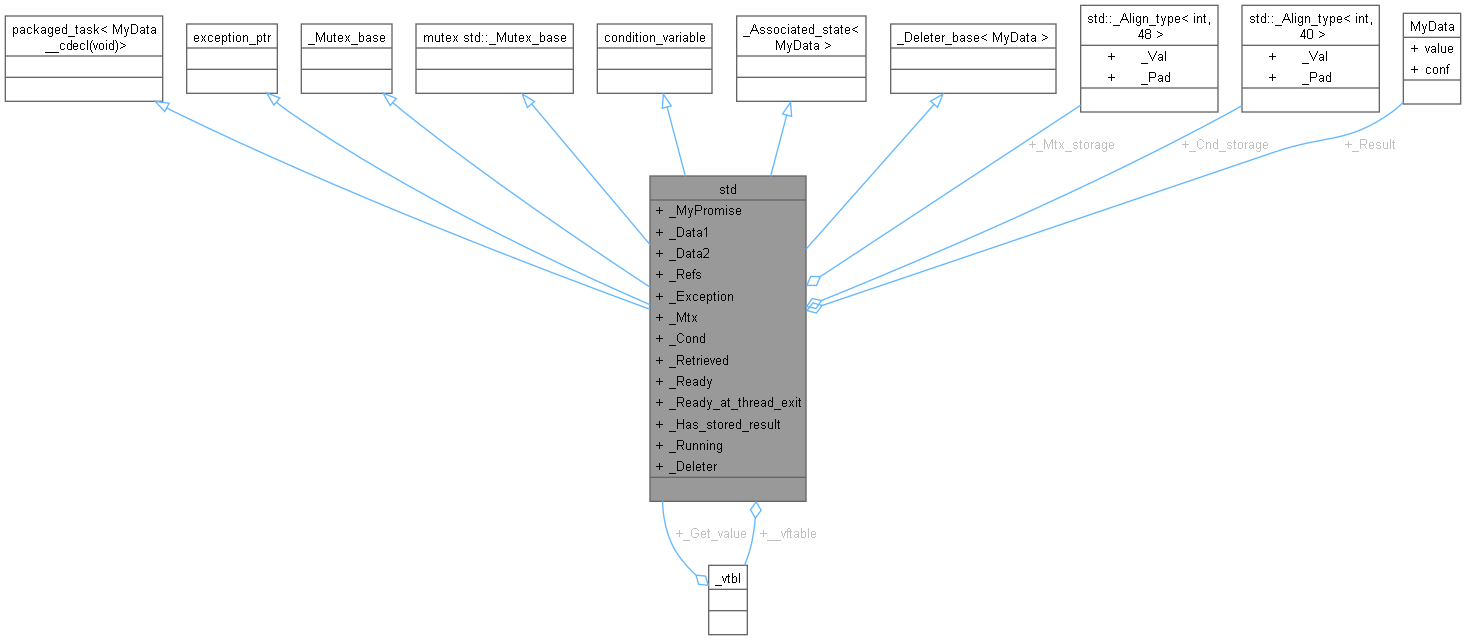 packaged_task< MyData
__cdecl(void)>
exception_ptr
_Mutex_base
mutex std::_Mutex_base
condition_variable
_Associated_state<
MyData >
_Deleter_base< MyData >
std::_Align_type< int,
48 >
+ _Val
+ _Pad
std::_Align_type< int,
40 >
+ _Val
+ _Pad
MyData
+ value
+ conf
+_Mtx_storage
+_Cnd_storage
+_Result
std
+ _MyPromise
+ _Data1
+ _Data2
+ _Refs
+ _Exception
+ _Mtx
+ _Cond
+ _Retrieved
+ _Ready
+ _Ready_at_thread_exit
+ _Has_stored_result
+ _Running
+ _Deleter
+_Get_value
+__vftable
_vtbl